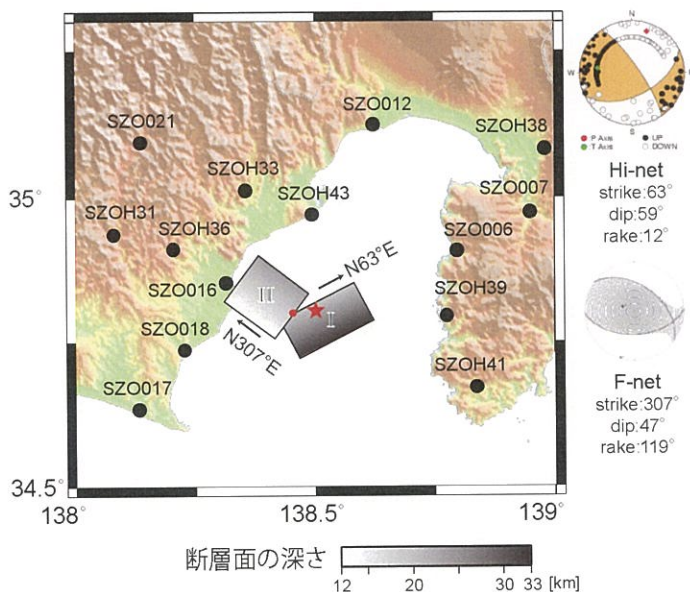 N
W
S
P Axis
UP
T Axis
DOWN
Hi-net
strike:63°
dip:59°
rake:12°
F-net
strike:307°
dip:47°
rake:119°
SZO012
SZO021
SZOH38
SZOH33
SZO007
35°
SZOH43
SZOH31
SZOH36
SZO006
N63°E
SZO016
II
I
SZOH39
SZO018
N307°E
SZOH41
SZO017
34.5°
138°
138.5°
139°
断層面の深さ
12
20
30
33 [km]